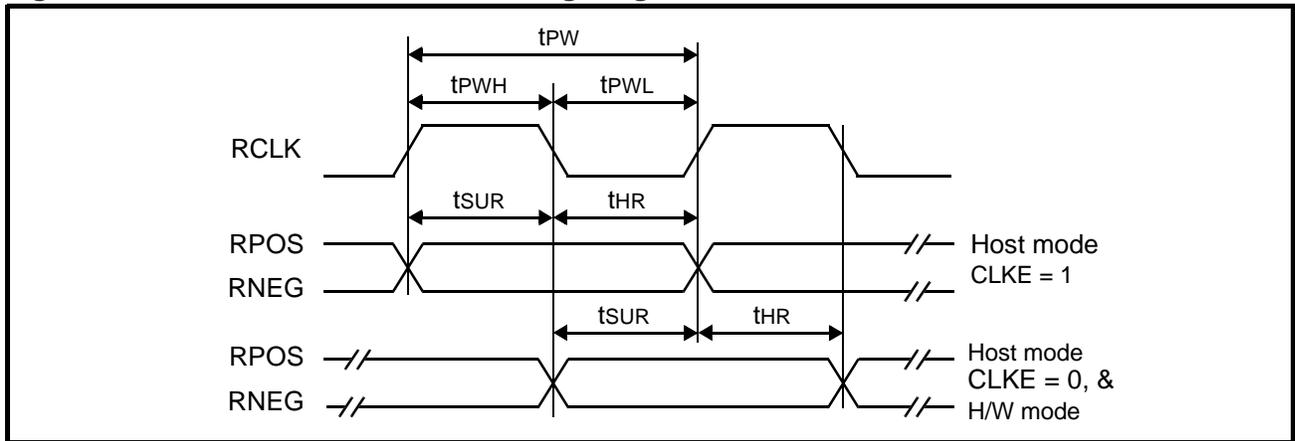 tPW
tPWH tPWL
RCLK
tSUR tHR
RPOS
Host mode
RNEG
CLKE = 1
tSUR tHR
RPOS
Host mode
CLKE = 0, &
RNEG
H/W mode